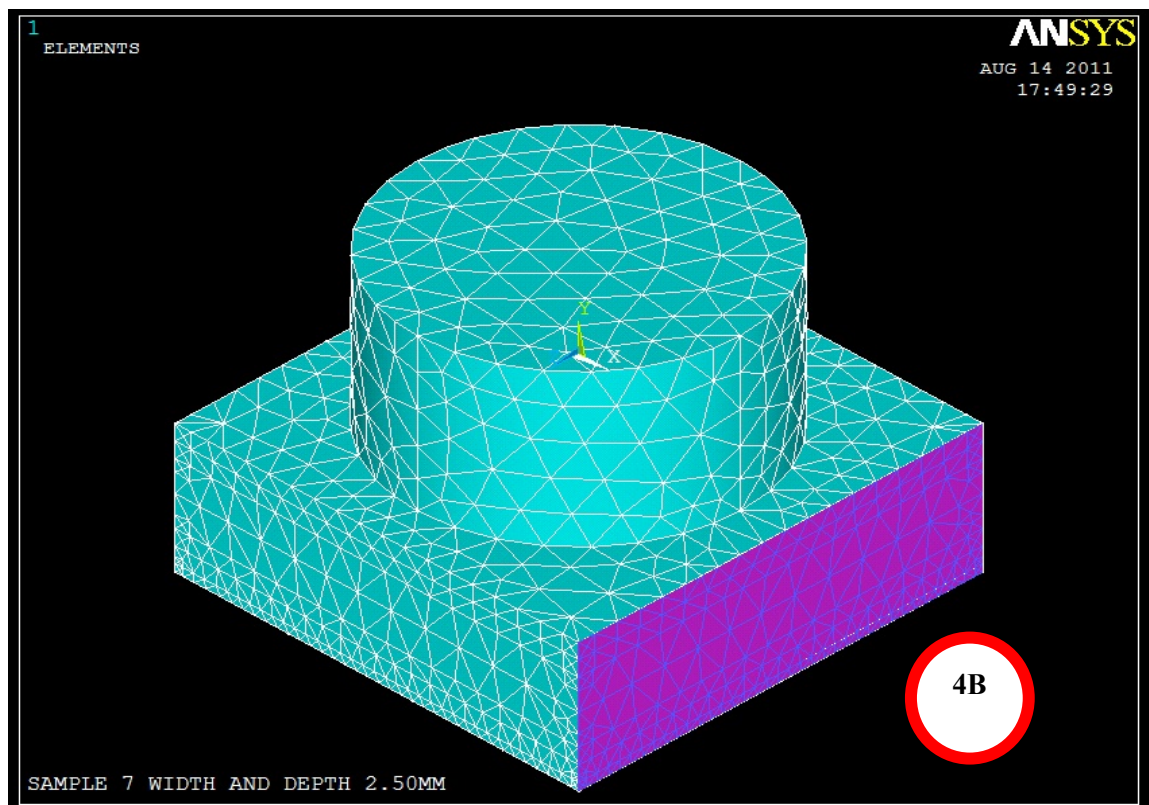 1
ELEMENTS
ANSYS
AUG 14 2011
17:49:29
Y
X
4B
SAMPLE 7 WIDTH AND DEPTH 2.50MM